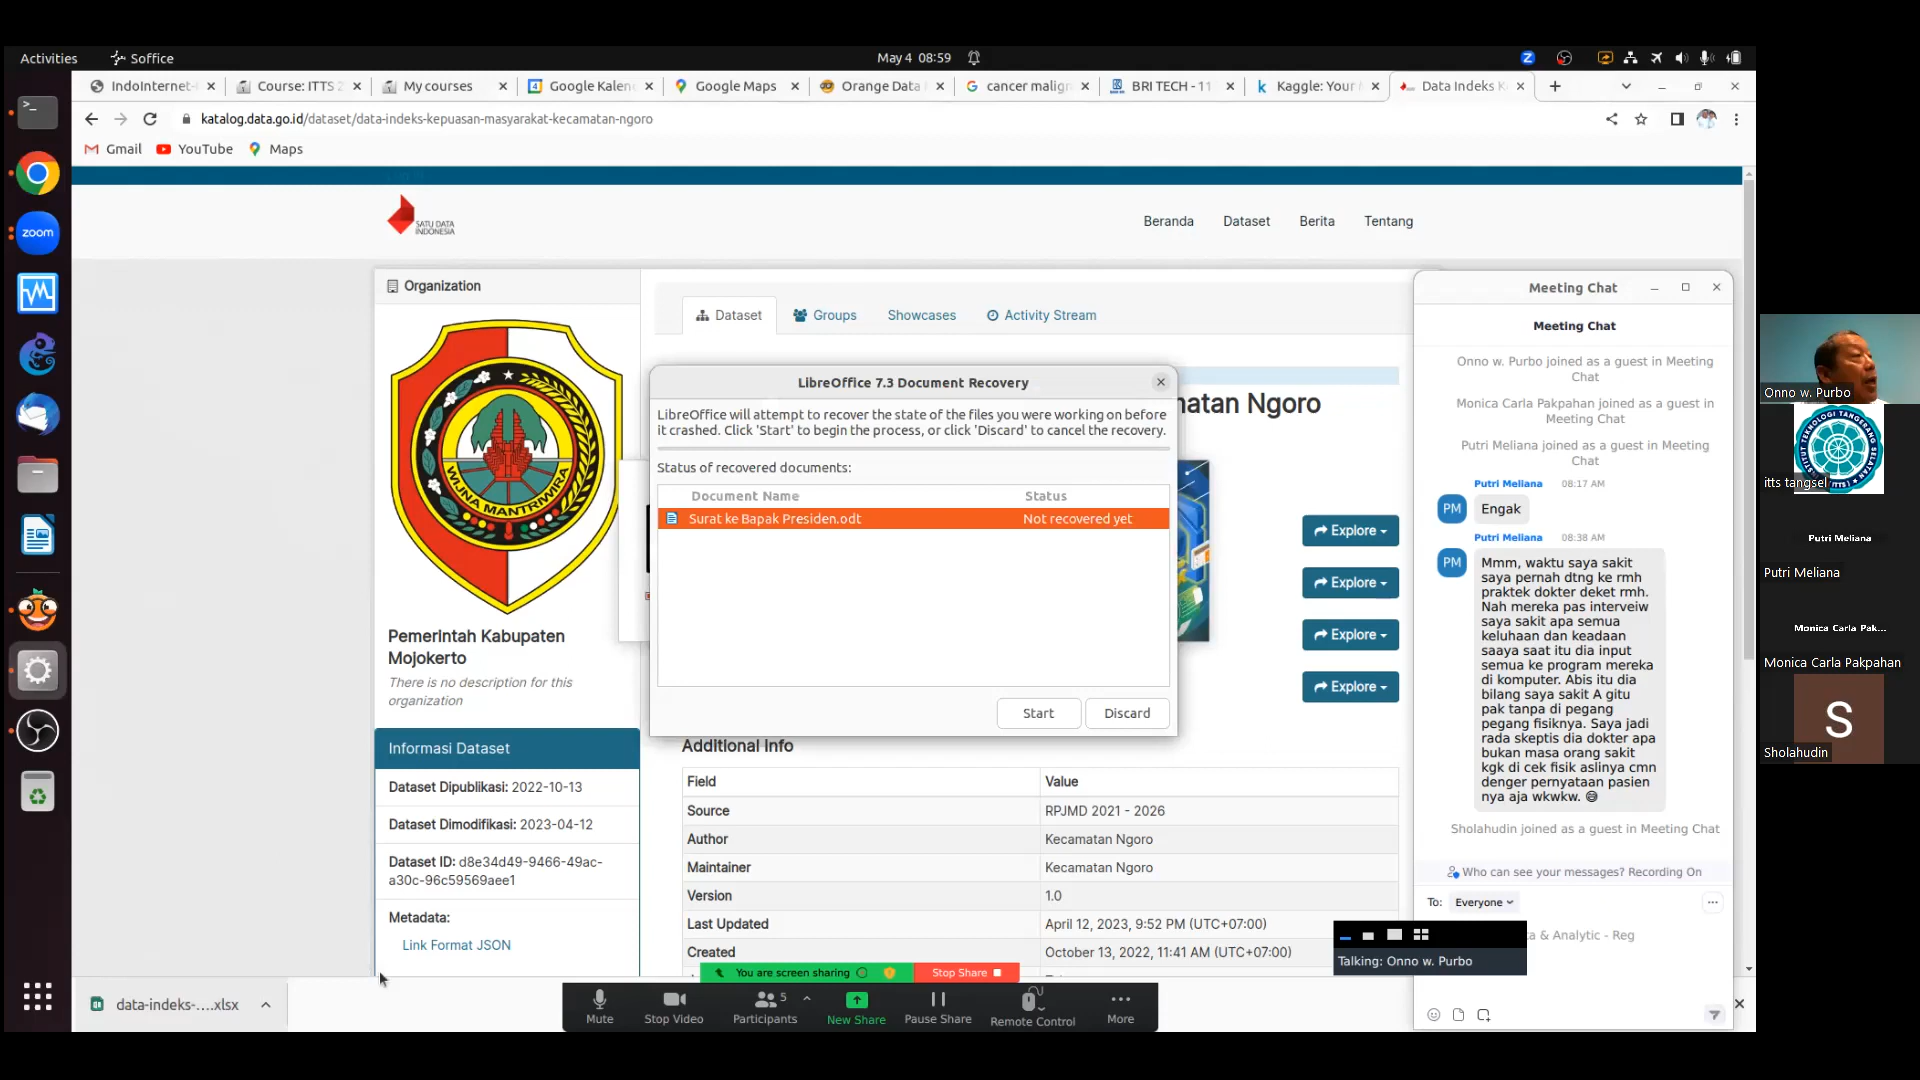 Activities
Soffice
May 4 08:59
IndoInternet-
Course: ITTS 2
My courses
Google Kalen
Google Maps
Orange Data
cancer malign
BRI TECH - 11
Kaggle: Your
Data Indeks K
katalog.data.go.id/dataset/data-indeks-kepuasan-masyarakat-kecamatan-ngoro
Gmail
YouTube
Maps
zoom
SATU DATA
INDONESIA
Beranda
Dataset
Berita
Tentang
Organization
WIJNA MANTRIWIRA
Pemerintah Kabupaten
Mojokerto
There is no description for this
organization
Informasi Dataset
Dataset Dipublikasi: 2022-10-13
Dataset Dimodifikasi: 2023-04-12
Dataset ID: d8e34d49-9466-49ac-
a30c-96c59569aee1
Metadata:
Link Format JSON
Dataset
Groups
Showcases
Activity Stream
matan Ngoro
LibreOffice 7.3 Document Recovery
LibreOffice will attempt to recover the state of the files you were working on before
it crashed. Click 'Start' to begin the process, or click 'Discard' to cancel the recovery.
Status of recovered documents:
Document Name Status
Surat ke Bapak Presiden.odt Not recovered yet
Start
Discard
Explore
Explore
Explore
Explore
Additional Info
Field Value
Source RPJMD 2021 - 2026
Author Kecamatan Ngoro
Maintainer Kecamatan Ngoro
Version 1.0
Last Updated April 12, 2023, 9:52 PM (UTC+07:00)
Created October 13, 2022, 11:41 AM (UTC+07:00)
Meeting Chat
Meeting Chat
Onno w. Purbo joined as a guest in Meeting
Chat
Monica Carla Pakpahan joined as a guest in
Meeting Chat
Putri Meliana joined as a guest in Meeting
Chat
Putri Meliana 08:17 AM
PM
Engak
Putri Meliana 08:38 AM
PM
Mmm, waktu saya sakit
saya pernah dtng ke rmh
praktek dokter deket rmh.
Nah mereka pas interveiw
saya sakit apa semua
keluhaan dan keadaan
saaya saat itu dia input
semua ke program mereka
di komputer. Abis itu dia
bilang saya sakit A gitu
pak tanpa di pegang
pegang fisiknya. Saya jadi
rada skeptis dia dokter apa
bukan masa orang sakit
kgk di cek fisik aslinya cmn
denger pernyataan pasien
nya aja wkwkw. 😅
Sholahudin joined as a guest in Meeting Chat
Who can see your messages? Recording On
To: Everyone
a & Analytic - Reg
Talking: Onno w. Purbo
You are screen sharing
Stop Share
data-indeks-....xlsx
Mute
Stop Video
5
Participants
New Share
Pause Share
Remote Control
More
Onno w. Purbo
INSTITUT TEKNOLOGI TANGERANG SELATAN
(ITTS)
itts tangsel
Putri Meliana
Putri Meliana
Monica Carla Pak...
Monica Carla Pakpahan
S
Sholahudin